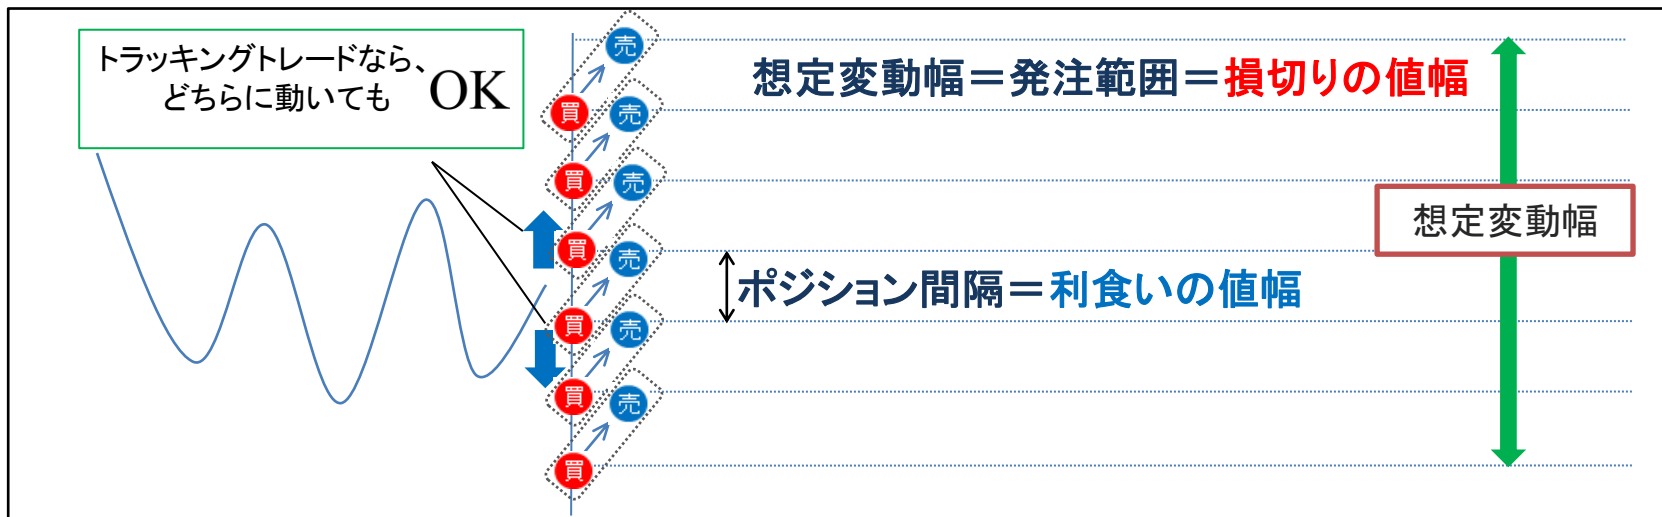 トラッキングトレードなら、
どちらに動いても OK
想定変動幅＝発注範囲＝損切りの値幅
想定変動幅
ポジション間隔＝利食いの値幅
売
買 売
買 売
買 売
買 売
買 売
買